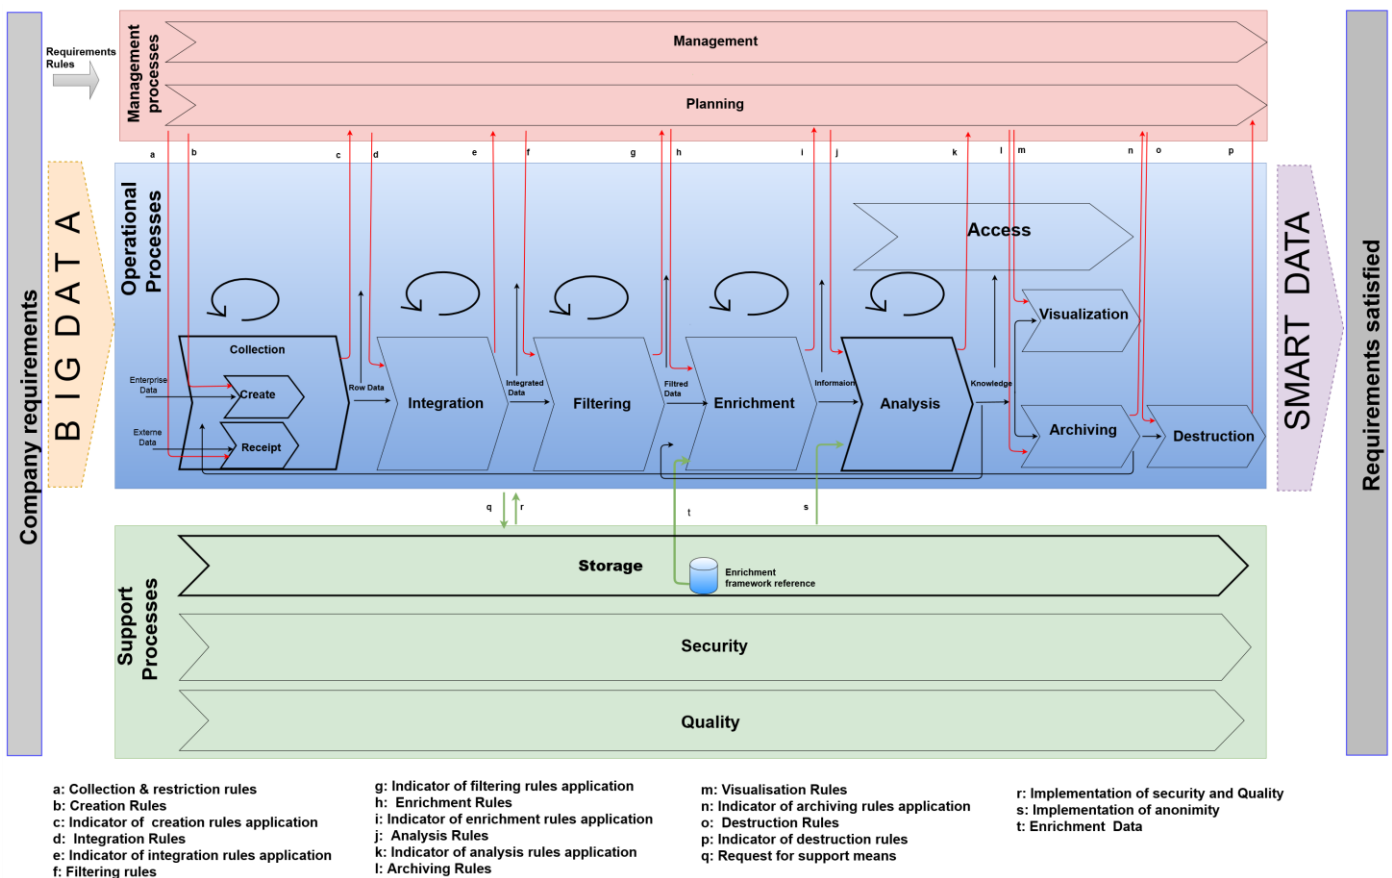 Company requirements
Requirements
Rules
B I G D A T A
Management
processes
Management
Planning
a
b
c
d
e
f
g
h
i
j
k
l
m
n
o
p
Operational
Processes
Access
Visualization
Collection
Enterprise
Data
Create
Externe
Data
Receipt
Row Data
Integration
Integrated
Data
Filtering
Filtred
Data
Enrichment
Informaion
Analysis
Knowledge
Archiving
Destruction
SMART DATA
Requirements satisfied
q
r
t
s
Support
Processes
Storage
Enrichment
framework reference
Security
Quality
a: Collection & restriction rules
b: Creation Rules
c: Indicator of creation rules application
d: Integration Rules
e: Indicator of integration rules application
f: Filtering rules
g: Indicator of filtering rules application
h: Enrichment Rules
i: Indicator of enrichment rules application
j: Analysis Rules
k: Indicator of analysis rules application
l: Archiving Rules
m: Visualisation Rules
n: Indicator of archiving rules application
o: Destruction Rules
p: Indicator of destruction rules
q: Request for support means
r: Implementation of security and Quality
s: Implementation of anonimity
t: Enrichment Data